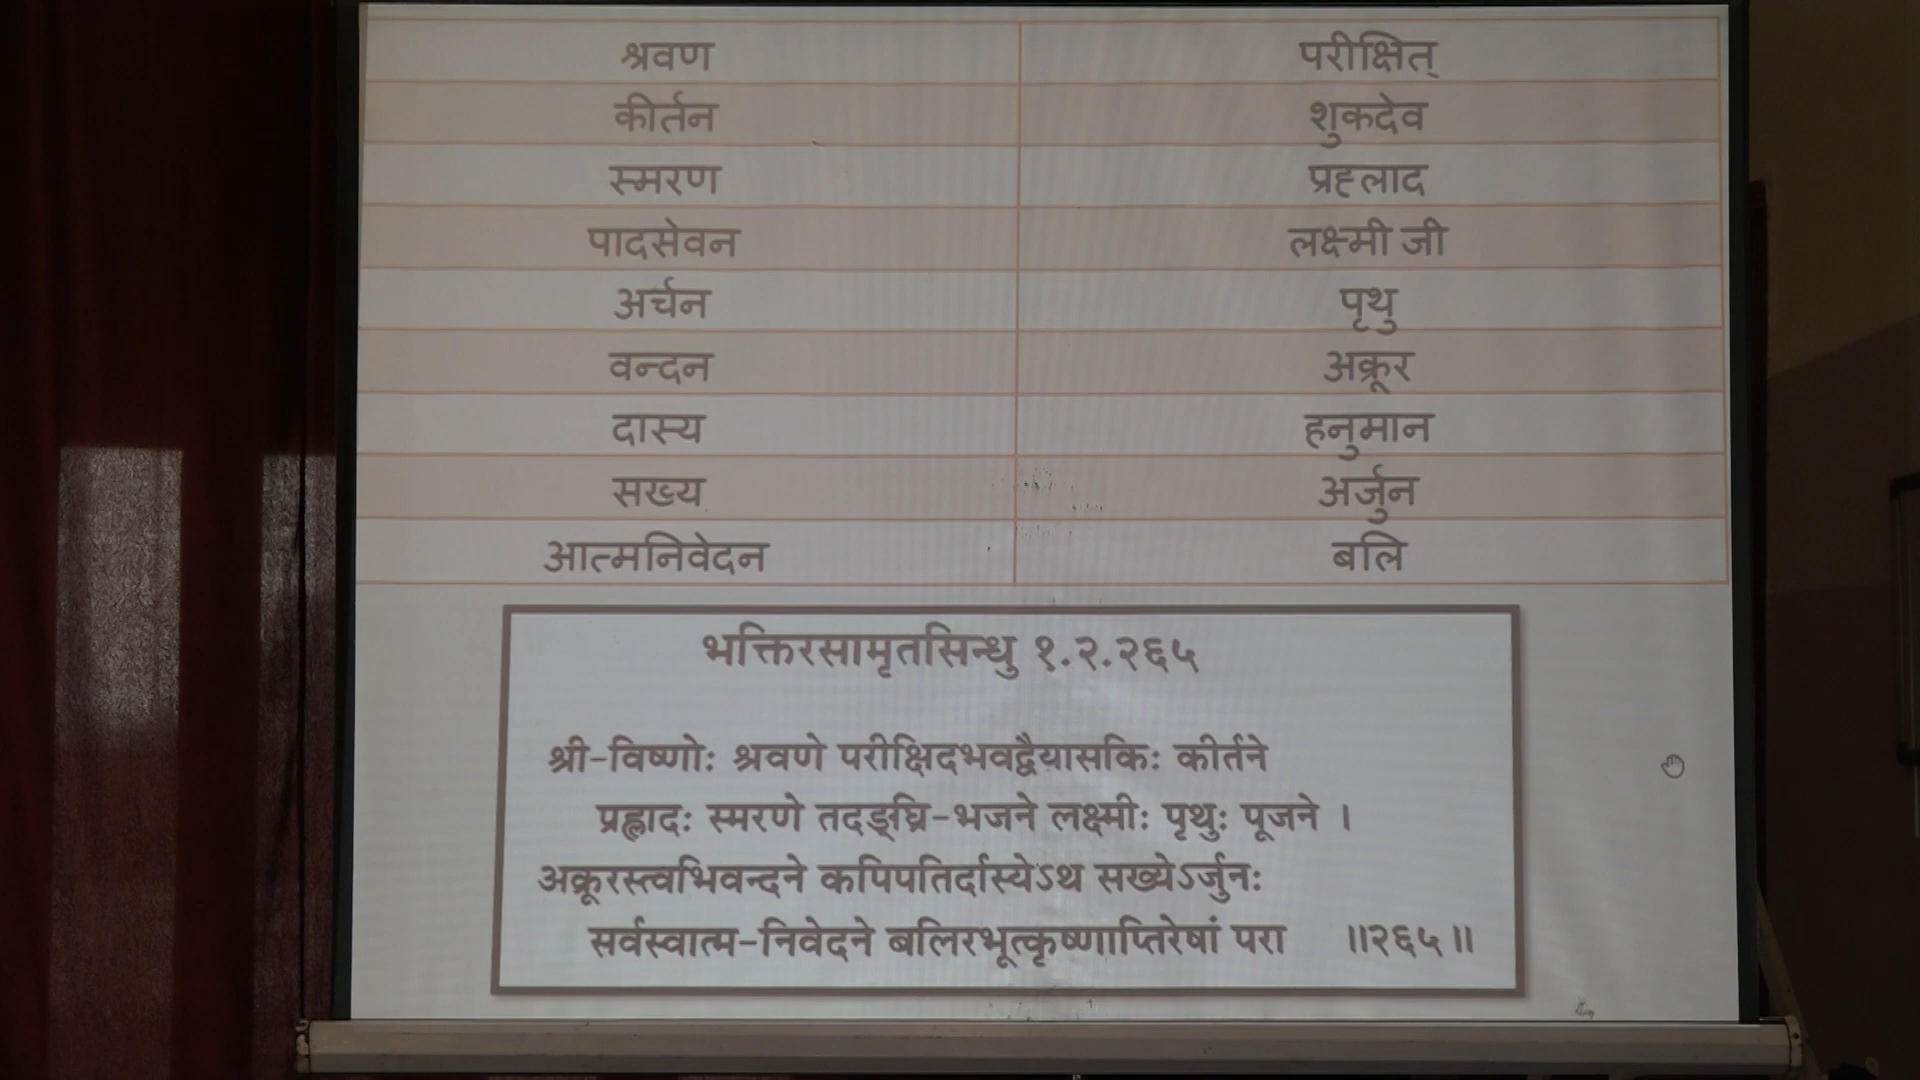 श्रवण परीक्षित्
कीर्तन शुकदेव
स्मरण प्रह्लाद
पादसेवन लक्ष्मी जी
अर्चन पृथु
वन्दन अक्रूर
दास्य हनुमान
सख्य अर्जुन
आत्मनिवेदन बलि
भक्तिरसामृतसिन्धु १.२.२६५
श्री-विष्णोः श्रवणे परीक्षिदभवद्वैयासकिः कीर्तने
प्रह्लादः स्मरणे तदङ्घ्रि-भजने लक्ष्मीः पृथुः पूजने ।
अक्रूरस्त्वभिवन्दने कपिपतिर्दास्येऽथ सख्येऽर्जुनः
सर्वस्वात्म-निवेदने बलिरभूत्कृष्णाप्तिरेषां परा ॥२६५॥